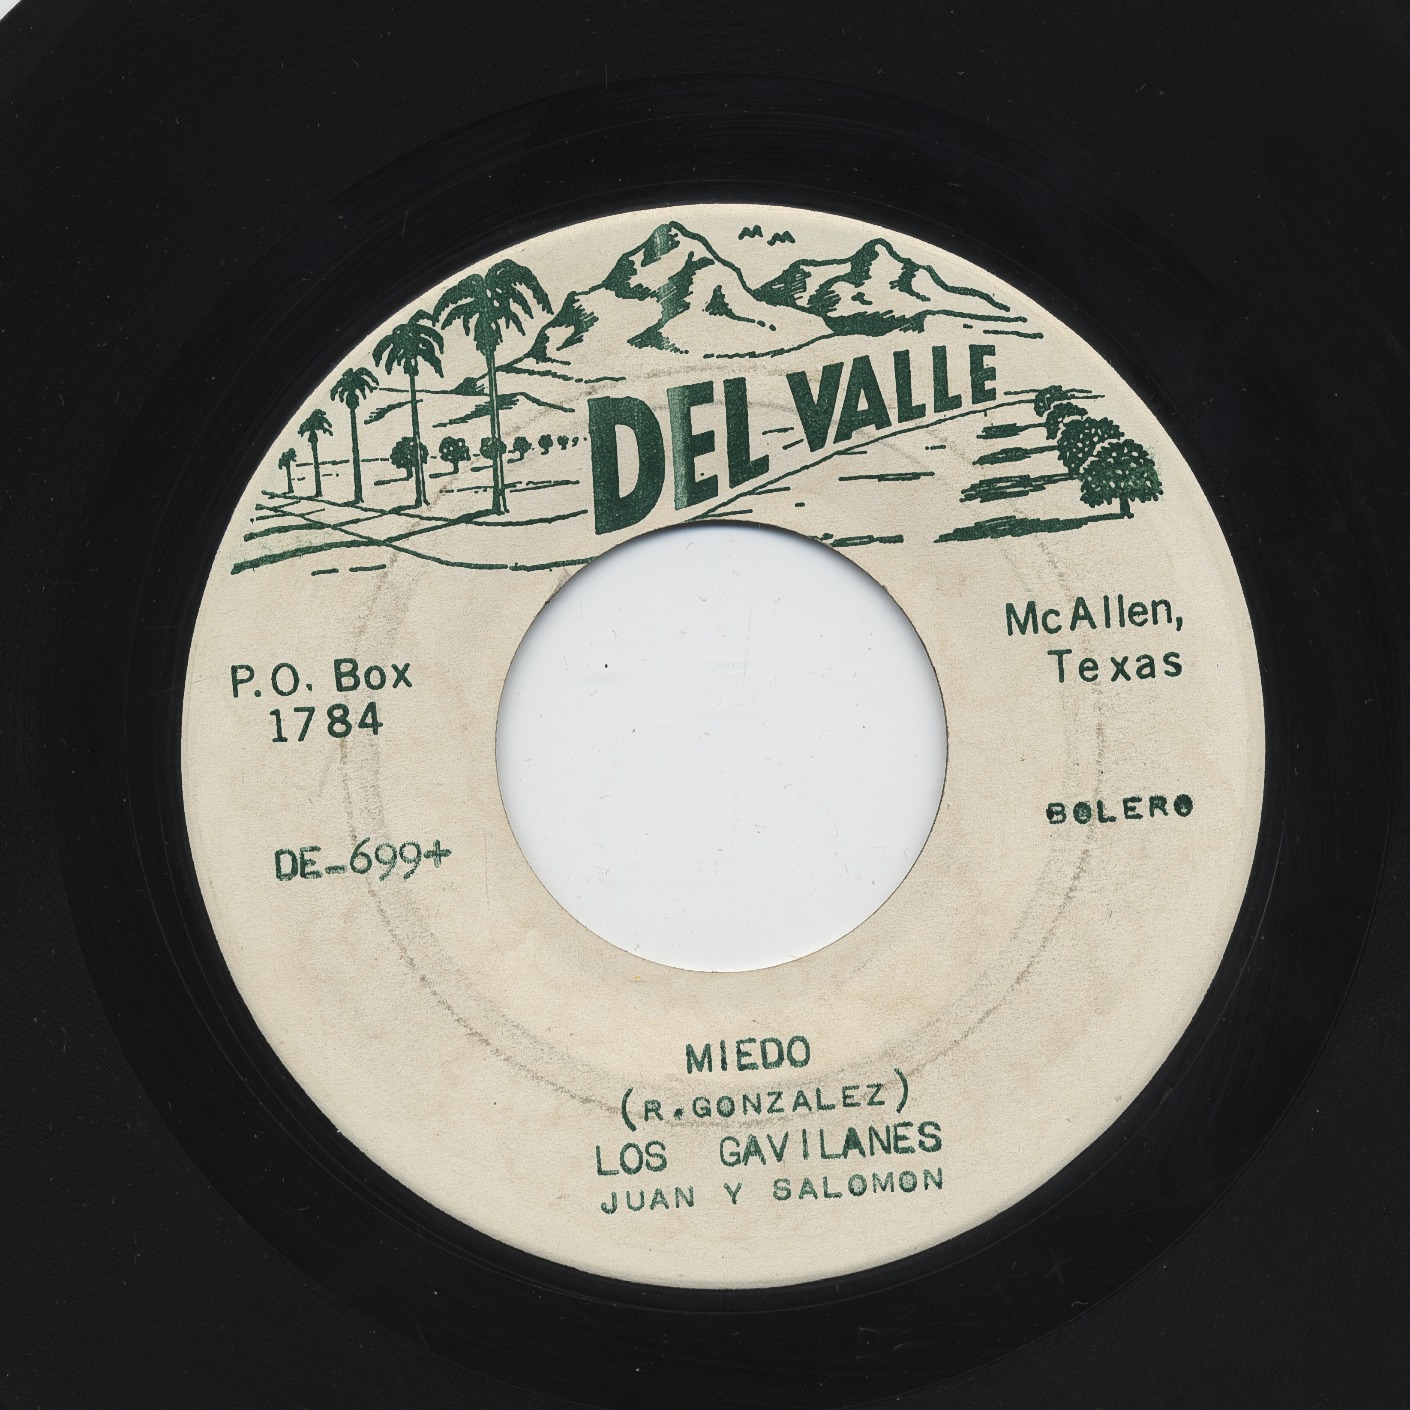 DEL VALLE
P.O. Box
1784
McAllen,
Texas
BOLERO
DE-699+
MIEDO
(R.GONZALEZ)
LOS GAVILANES
JUAN Y SALOMON